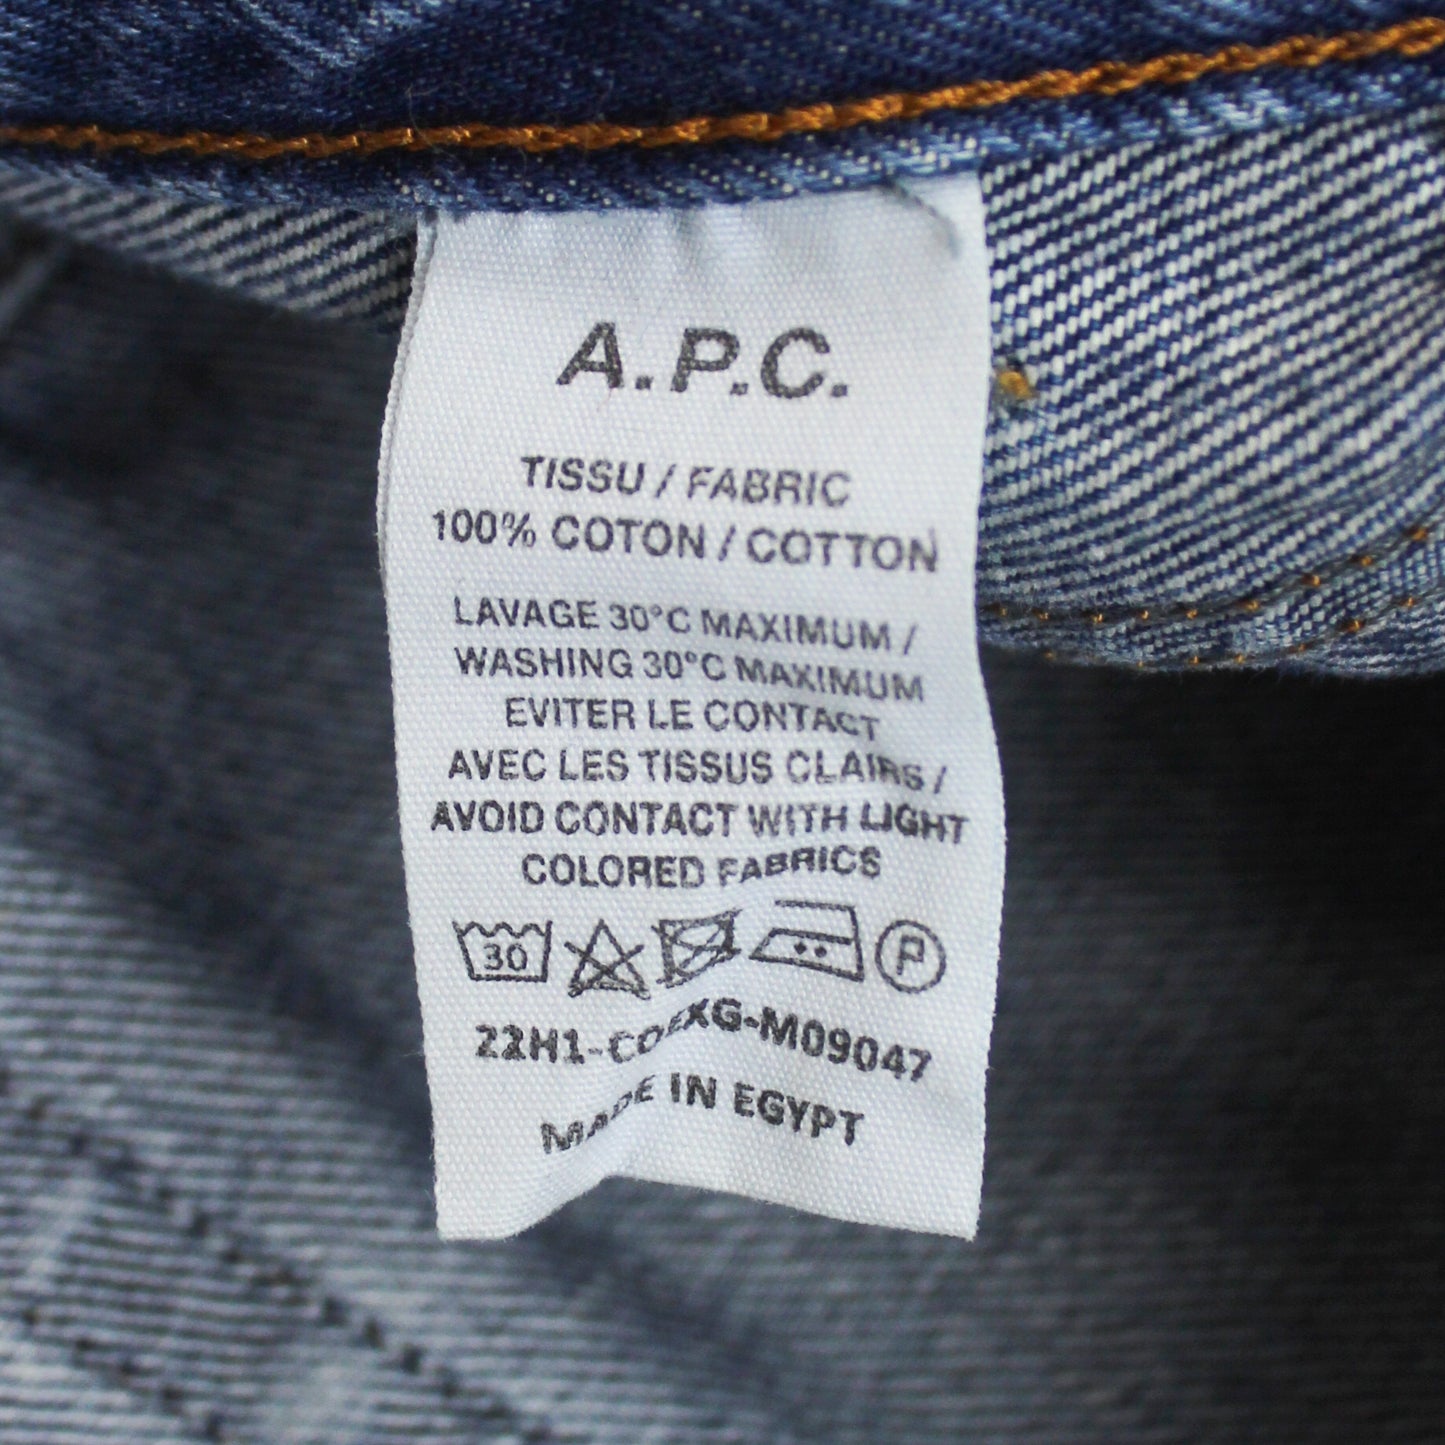 A.P.C.
TISSU / FABRIC
100% COTON / COTTON
LAVAGE 30°C MAXIMUM /
WASHING 30°C MAXIMUM
EVITER LE CONTACT
AVEC LES TISSUS CLAIRS /
AVOID CONTACT WITH LIGHT
COLORED FABRICS
30 P
22H1-COEXG-M09047
MADE IN EGYPT